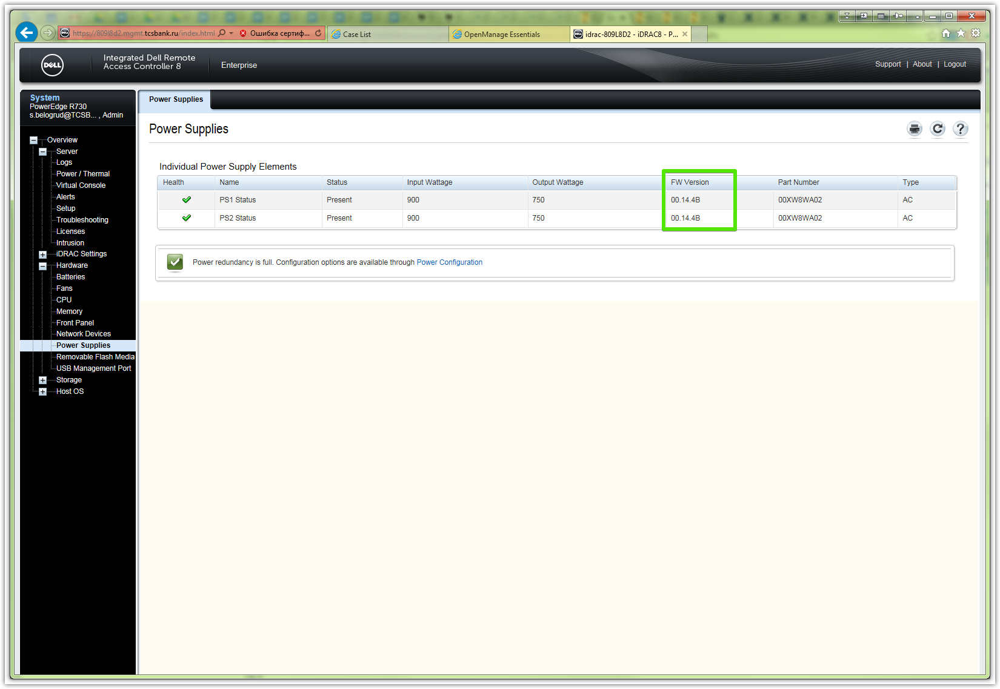 https://809l8d2.mgmt.tcsbank.ru/index.html
Ошибка сертиф...
Case List
OpenManage Essentials
idrac-809L8D2 - iDRAC8 - P...
DELL
Integrated Dell Remote
Access Controller 8
Enterprise
Support | About | Logout
System
PowerEdge R730
s.belogrud@TCSB... , Admin
Overview
Server
Logs
Power / Thermal
Virtual Console
Alerts
Setup
Troubleshooting
Licenses
Intrusion
iDRAC Settings
Hardware
Batteries
Fans
CPU
Memory
Front Panel
Network Devices
Power Supplies
Removable Flash Media
USB Management Port
Storage
Host OS
Power Supplies
Power Supplies
Individual Power Supply Elements
Health Name Status Input Wattage Output Wattage FW Version Part Number Type
PS1 Status Present 900 750 00.14.4B 00XW8WA02 AC
PS2 Status Present 900 750 00.14.4B 00XW8WA02 AC
Power redundancy is full. Configuration options are available through Power Configuration